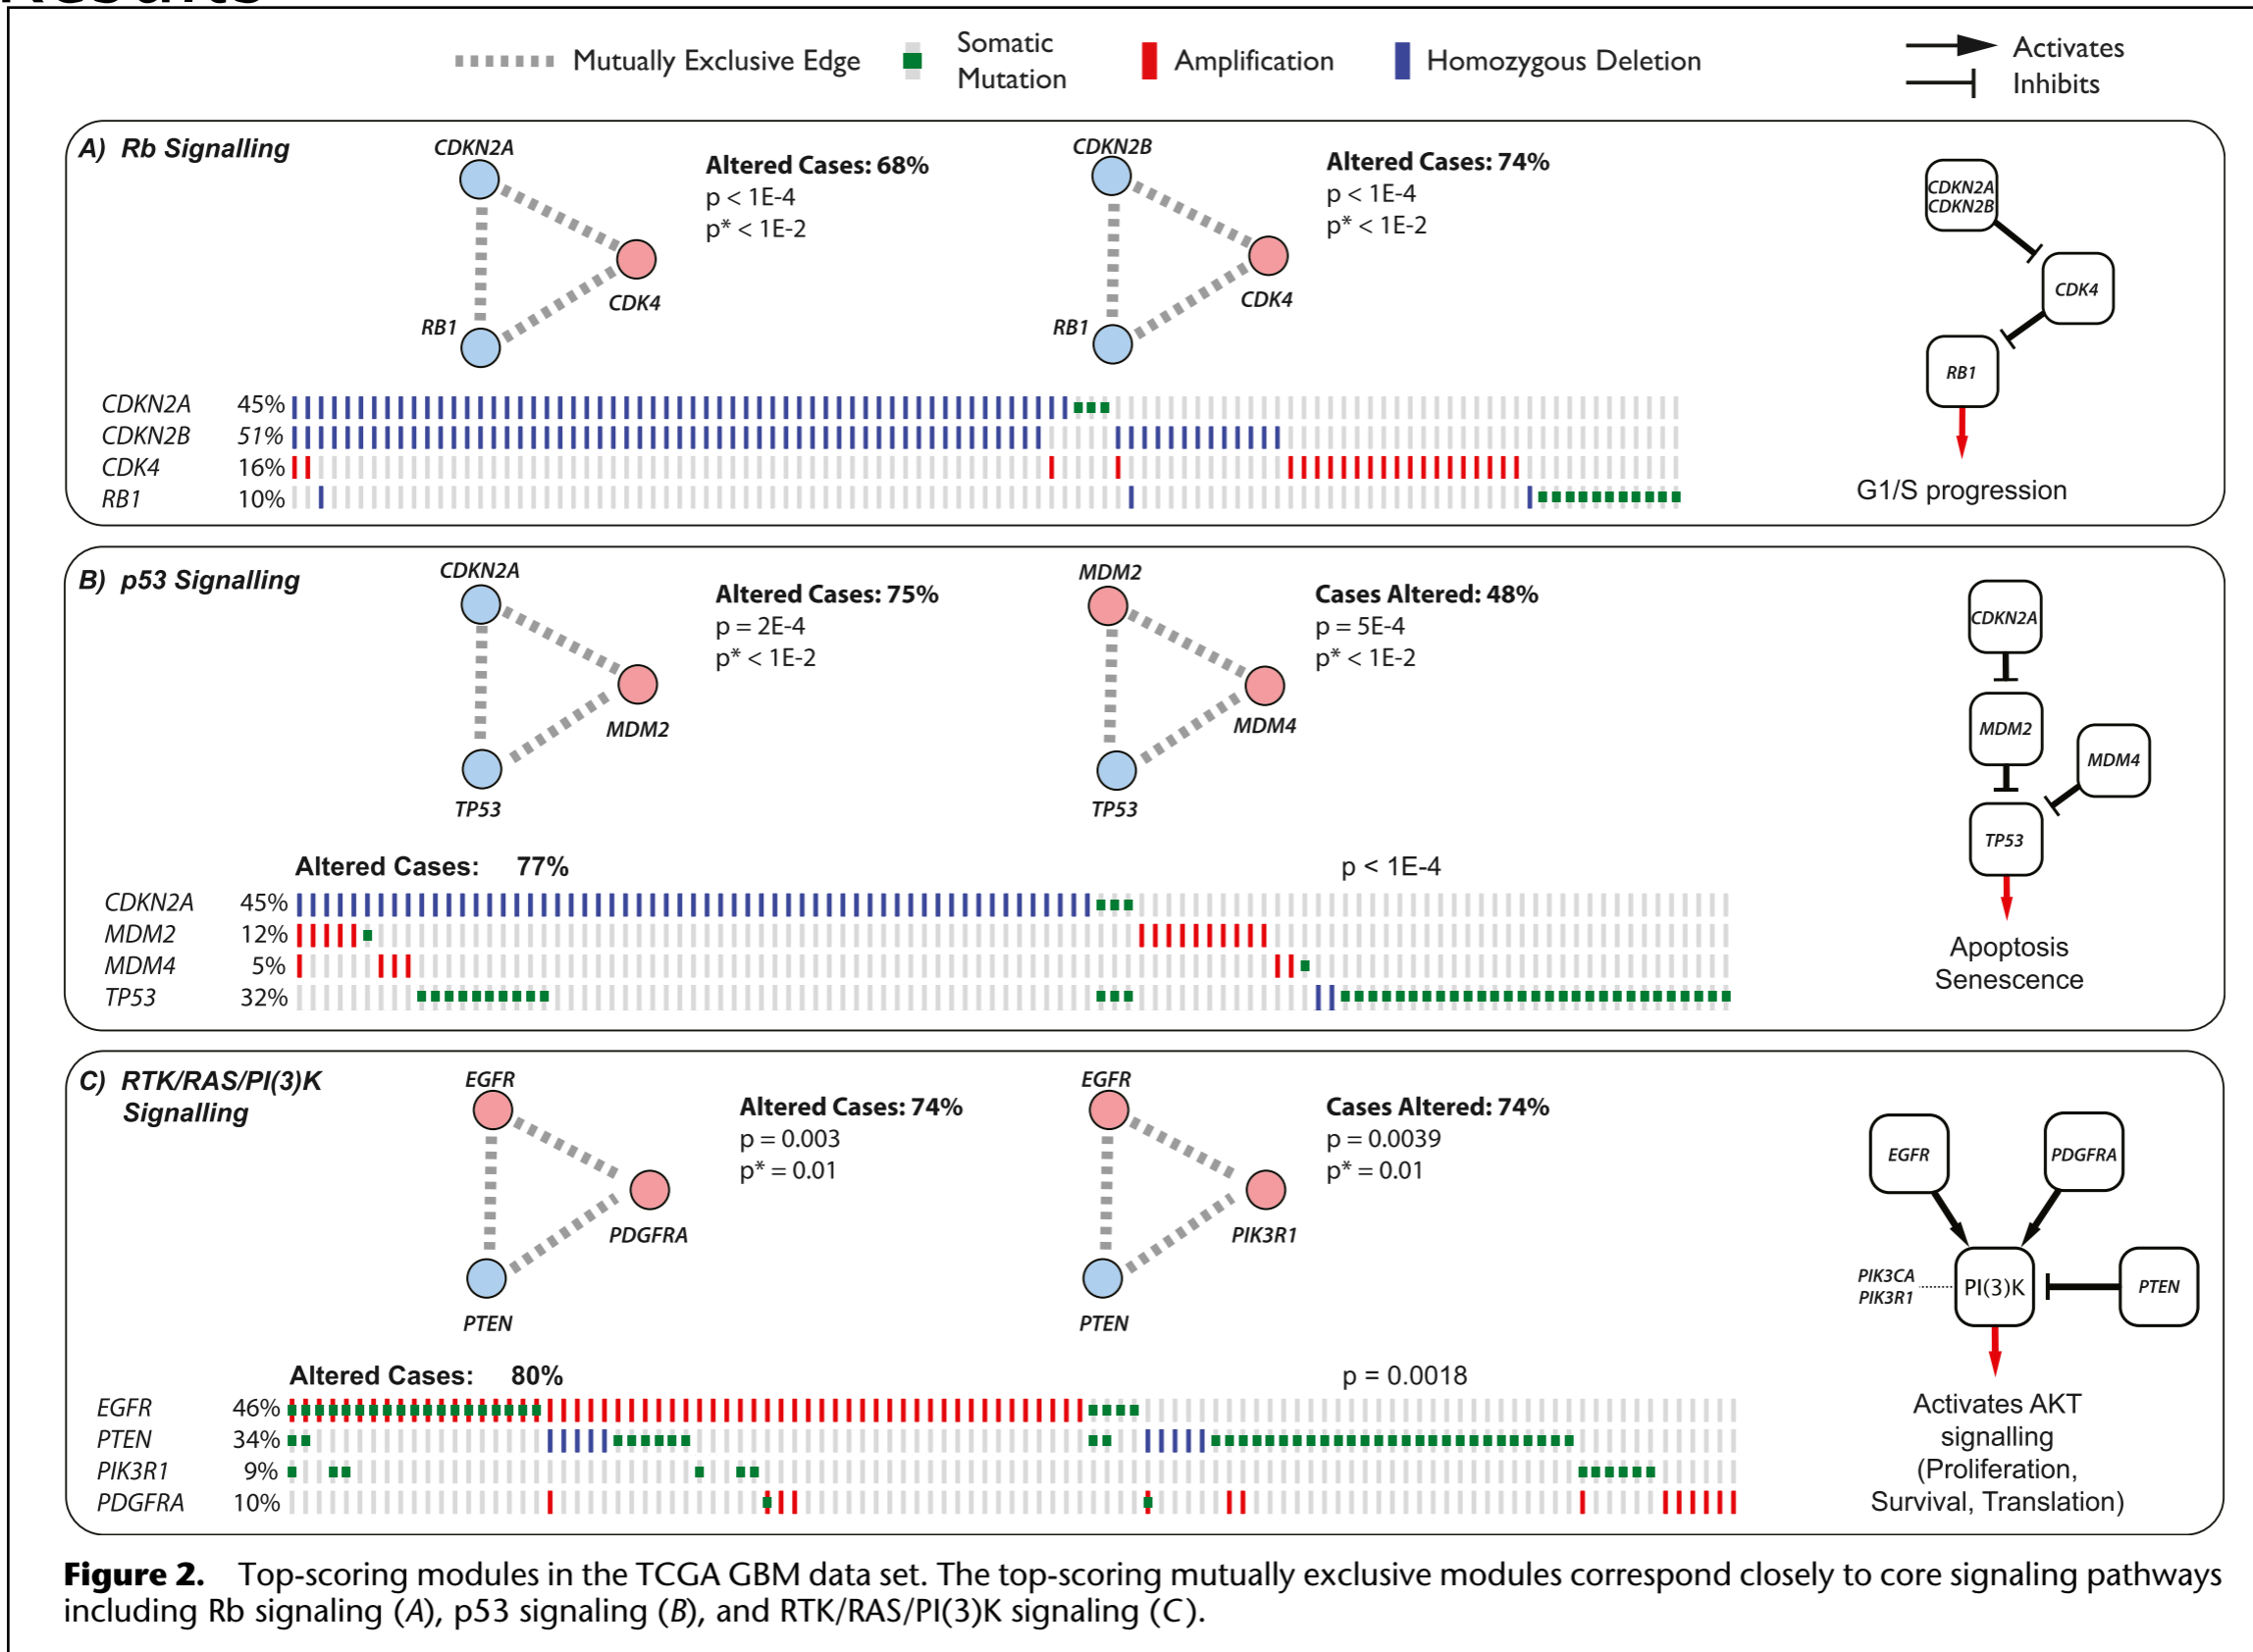 Results
Mutually Exclusive Edge
Somatic
Mutation
Amplification
Homozygous Deletion
Activates
Inhibits
A) Rb Signalling
CDKN2A
CDK4
RB1
Altered Cases: 68%
p < 1E-4
p* < 1E-2
CDKN2B
CDK4
RB1
Altered Cases: 74%
p < 1E-4
p* < 1E-2
CDKN2A
CDKN2B
CDK4
RB1
G1/S progression
CDKN2A 45%
CDKN2B 51%
CDK4 16%
RB1 10%
B) p53 Signalling
CDKN2A
MDM2
TP53
Altered Cases: 75%
p = 2E-4
p* < 1E-2
MDM2
MDM4
TP53
Cases Altered: 48%
p = 5E-4
p* < 1E-2
CDKN2A
MDM2
MDM4
TP53
Apoptosis
Senescence
Altered Cases: 77%
p < 1E-4
CDKN2A 45%
MDM2 12%
MDM4 5%
TP53 32%
C) RTK/RAS/PI(3)K
Signalling
EGFR
PDGFRA
PTEN
Altered Cases: 74%
p = 0.003
p* = 0.01
EGFR
PIK3R1
PTEN
Cases Altered: 74%
p = 0.0039
p* = 0.01
EGFR
PDGFRA
PIK3CA
PIK3R1
PI(3)K
PTEN
Activates AKT
signalling
(Proliferation,
Survival, Translation)
Altered Cases: 80%
p = 0.0018
EGFR 46%
PTEN 34%
PIK3R1 9%
PDGFRA 10%
Figure 2. Top-scoring modules in the TCGA GBM data set. The top-scoring mutually exclusive modules correspond closely to core signaling pathways
including Rb signaling (A), p53 signaling (B), and RTK/RAS/PI(3)K signaling (C).